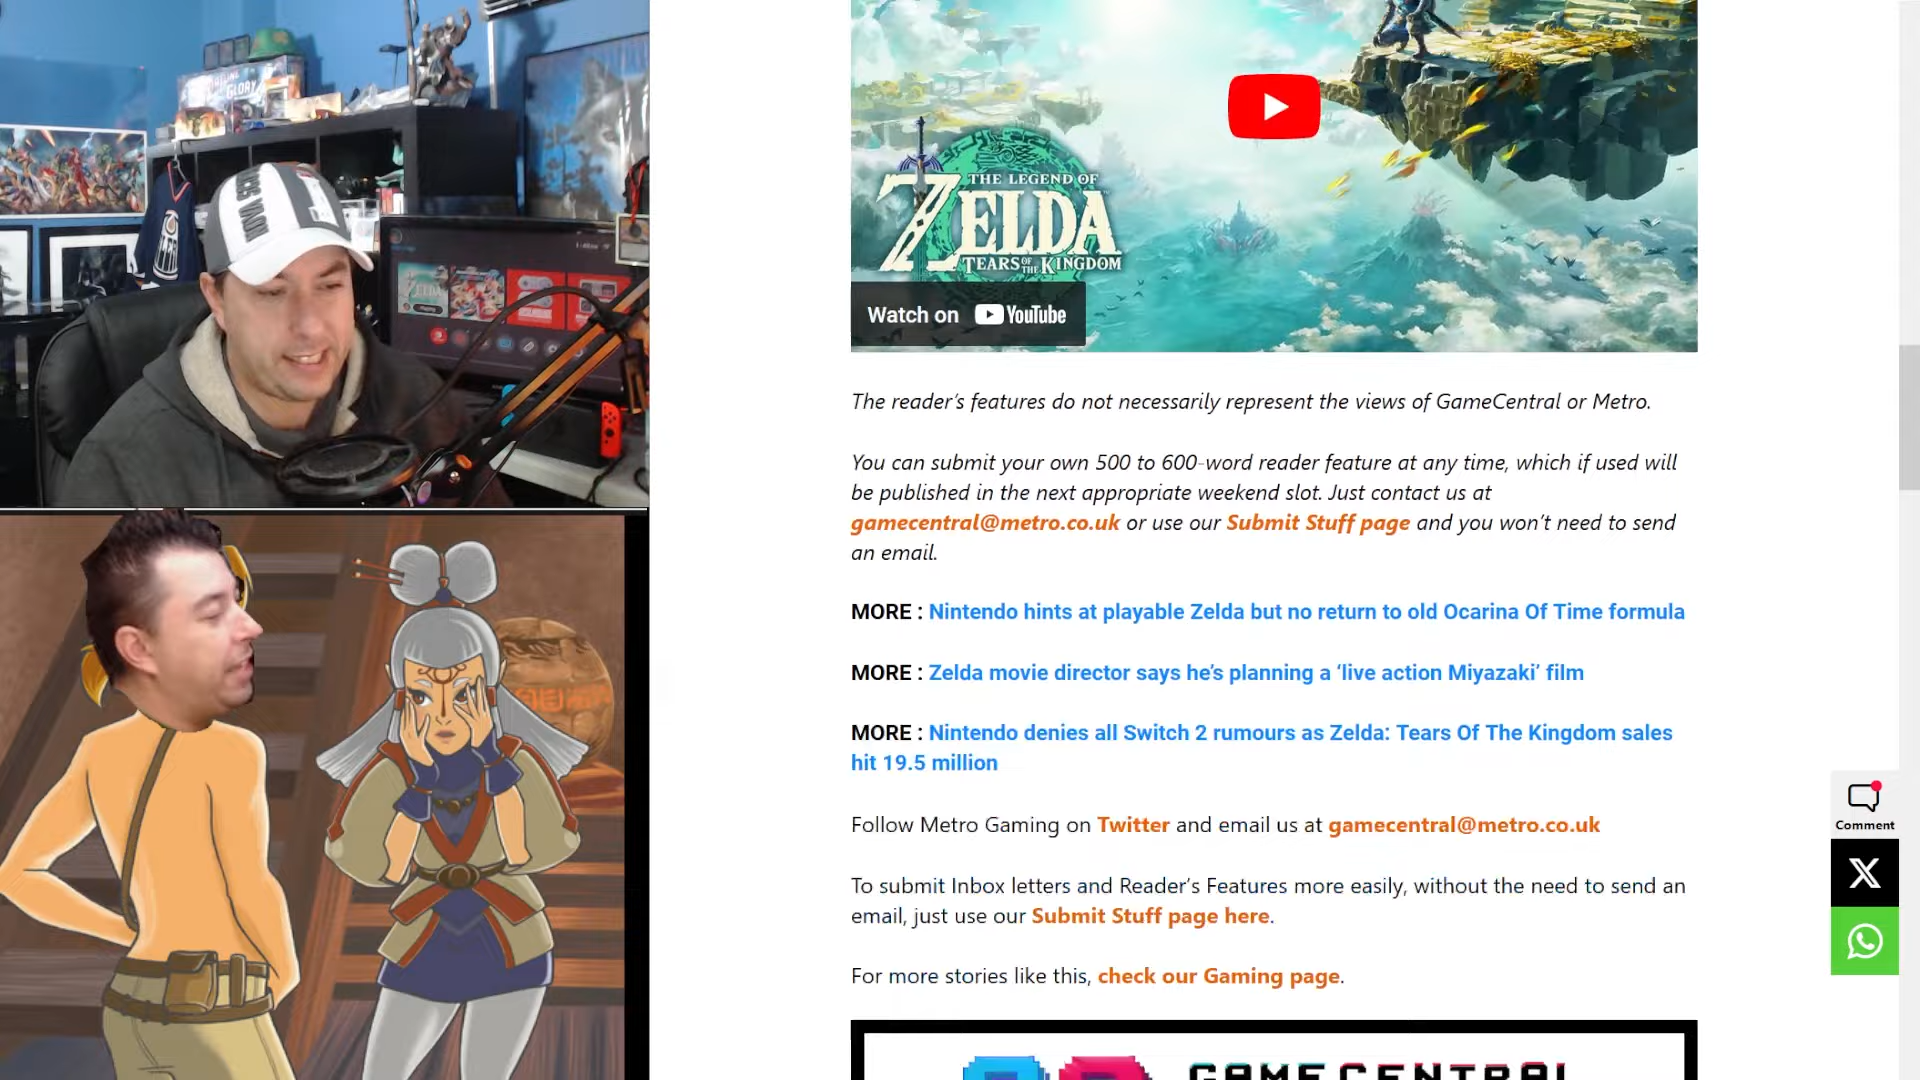 GLORY
THE LEGEND OF
ZELDA
TEARS OF THE KINGDOM
Watch on YouTube
The reader's features do not necessarily represent the views of GameCentral or Metro.
You can submit your own 500 to 600-word reader feature at any time, which if used will
be published in the next appropriate weekend slot. Just contact us at
gamecentral@metro.co.uk or use our Submit Stuff page and you won't need to send
an email.
MORE : Nintendo hints at playable Zelda but no return to old Ocarina Of Time formula
MORE : Zelda movie director says he's planning a ‘live action Miyazaki’ film
MORE : Nintendo denies all Switch 2 rumours as Zelda: Tears Of The Kingdom sales
hit 19.5 million
Follow Metro Gaming on Twitter and email us at gamecentral@metro.co.uk
To submit Inbox letters and Reader's Features more easily, without the need to send an
email, just use our Submit Stuff page here.
For more stories like this, check our Gaming page.
Comment
GAMECENTRAL